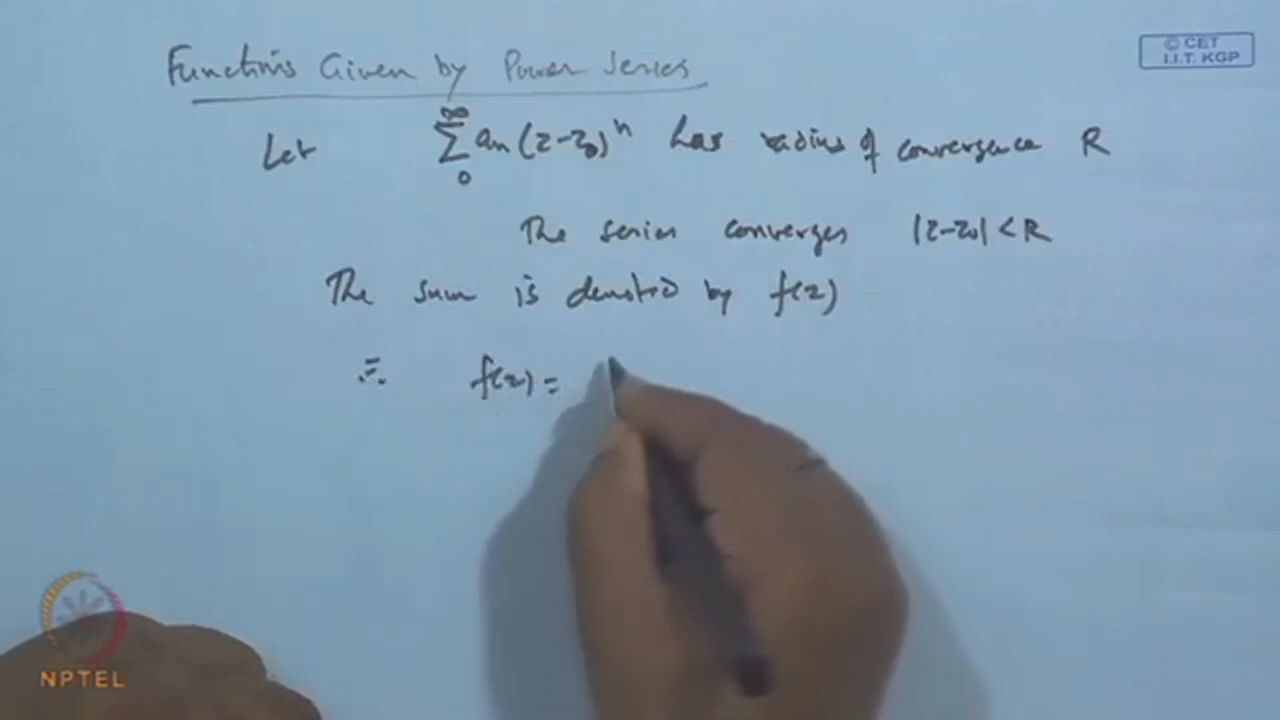 Functions Given by Power Series
© CET
I.I.T. KGP
Let ∞ ∑ 0 an (z-z0)^n has radius of convergence R
The series converges |z-z0| < R
The sum is denoted by f(z)
∴ f(z) =
NPTEL